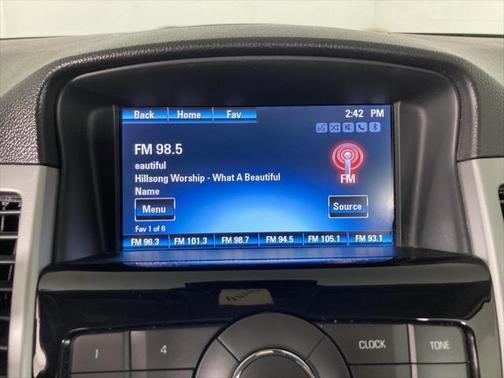 Back Home Fav 2:42 PM
FM 98.5
eautiful
Hillsong Worship - What A Beautiful
Name
FM
Menu Source
Fav 1 of 6
FM 96.3 FM 101.3 FM 98.7 FM 94.5 FM 105.1 FM 93.1
1 4 CLOCK TONE